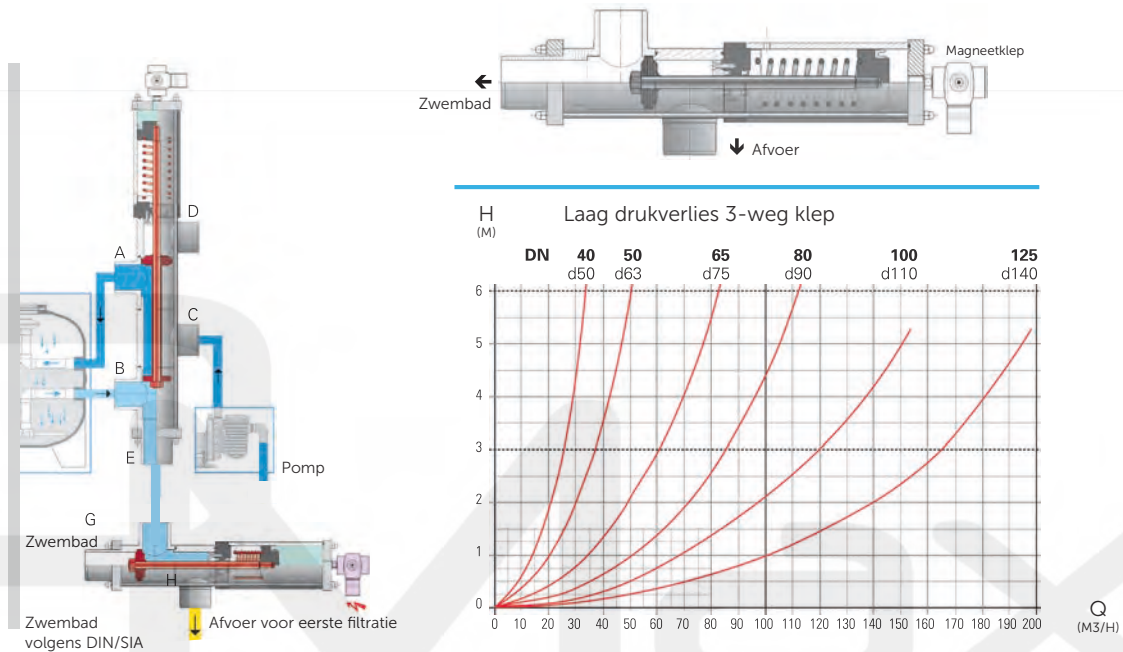 Magneetklep
Zwembad
Afvoer
D
A
C
B
E
Pomp
G
Zwembad
H
Zwembad
volgens DIN/SIA
Afvoer voor eerste filtratie
H
(M)
Laag drukverlies 3-weg klep
DN 40 50 65 80 100 125
d50 d63 d75 d90 d110 d140
6
5
4
3
2
1
0
0 10 20 30 40 50 60 70 80 90 100 110 120 130 140 150 160 170 180 190 200
Q
(M3/H)